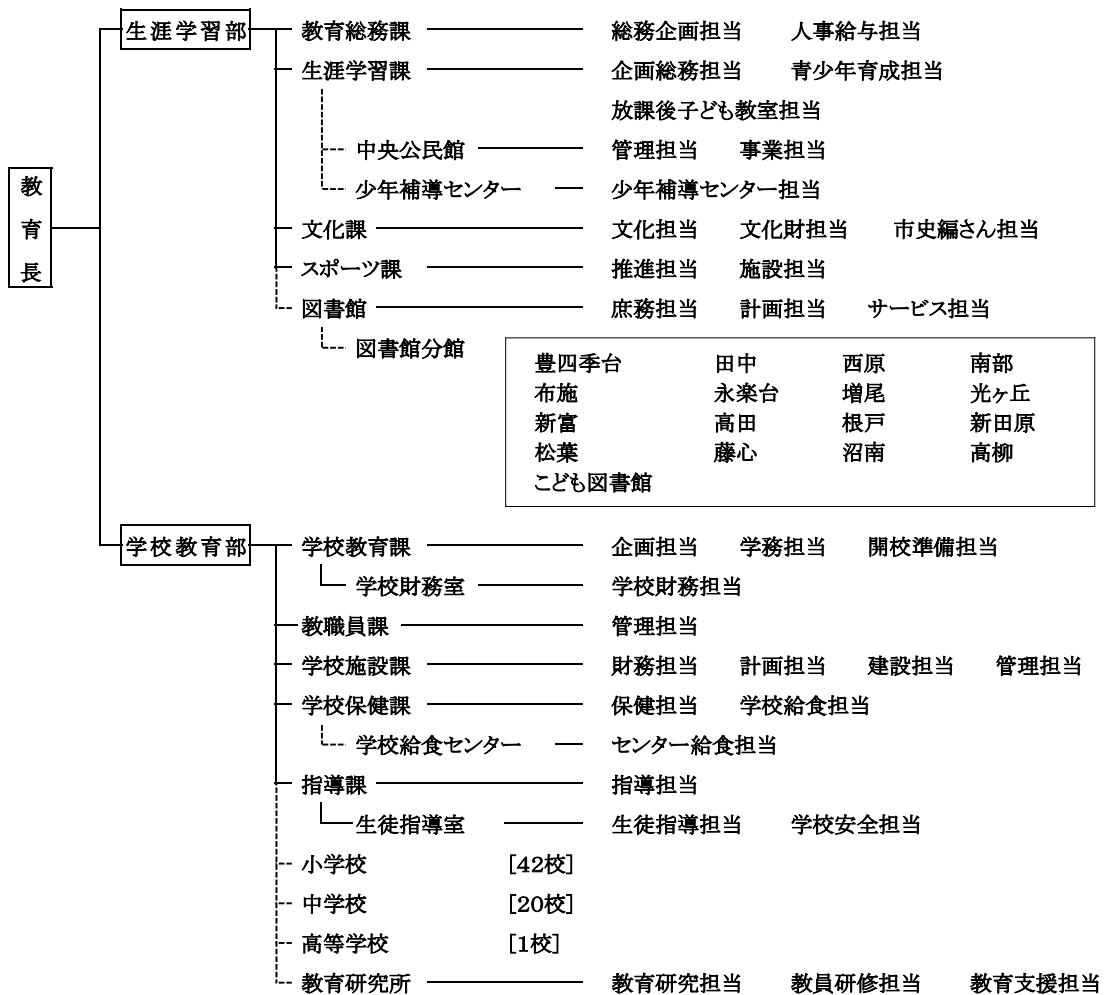 生涯学習部 教育総務課 総務企画担当 人事給与担当
生涯学習課 企画総務担当 青少年育成担当
放課後子ども教室担当
中央公民館 管理担当 事業担当
教育長
少年補導センター 少年補導センター担当
文化課 文化担当 文化財担当 市史編さん担当
スポーツ課 推進担当 施設担当
図書館 庶務担当 計画担当 サービス担当
図書館分館
豊四季台 田中 西原 南部
布施 永楽台 増尾 光ヶ丘
新富 高田 根戸 新田原
松葉 藤心 沼南 高柳
こども図書館
学校教育部 学校教育課 企画担当 学務担当 開校準備担当
学校財務室 学校財務担当
教職員課 管理担当
学校施設課 財務担当 計画担当 建設担当 管理担当
学校保健課 保健担当 学校給食担当
学校給食センター センター給食担当
指導課 指導担当
生徒指導室 生徒指導担当 学校安全担当
小学校 [42校]
中学校 [20校]
高等学校 [1校]
教育研究所 教育研究担当 教員研修担当 教育支援担当